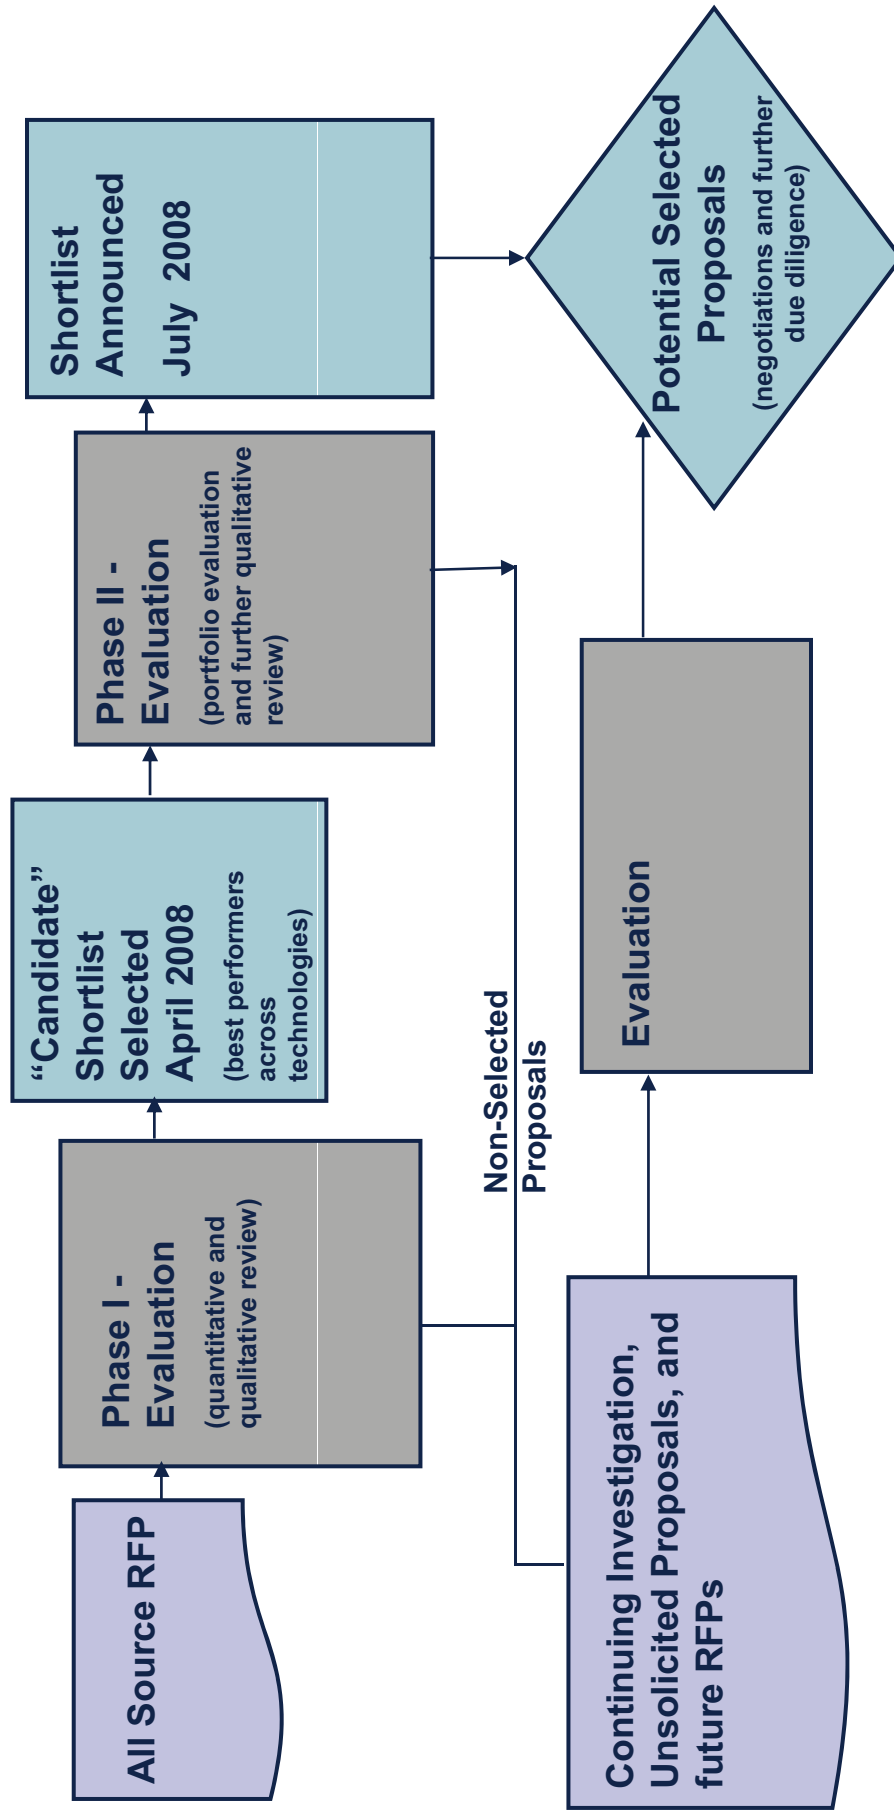 All Source RFP
Phase I -
Evaluation
(quantitative and
qualitative review)
“Candidate”
Shortlist
Selected
April 2008
(best performers
across
technologies)
Phase II -
Evaluation
(portfolio evaluation
and further qualitative
review)
Shortlist
Announced
July 2008
Non-Selected
Proposals
Continuing Investigation,
Unsolicited Proposals, and
future RFPs
Evaluation
Potential Selected
Proposals
(negotiations and further
due diligence)